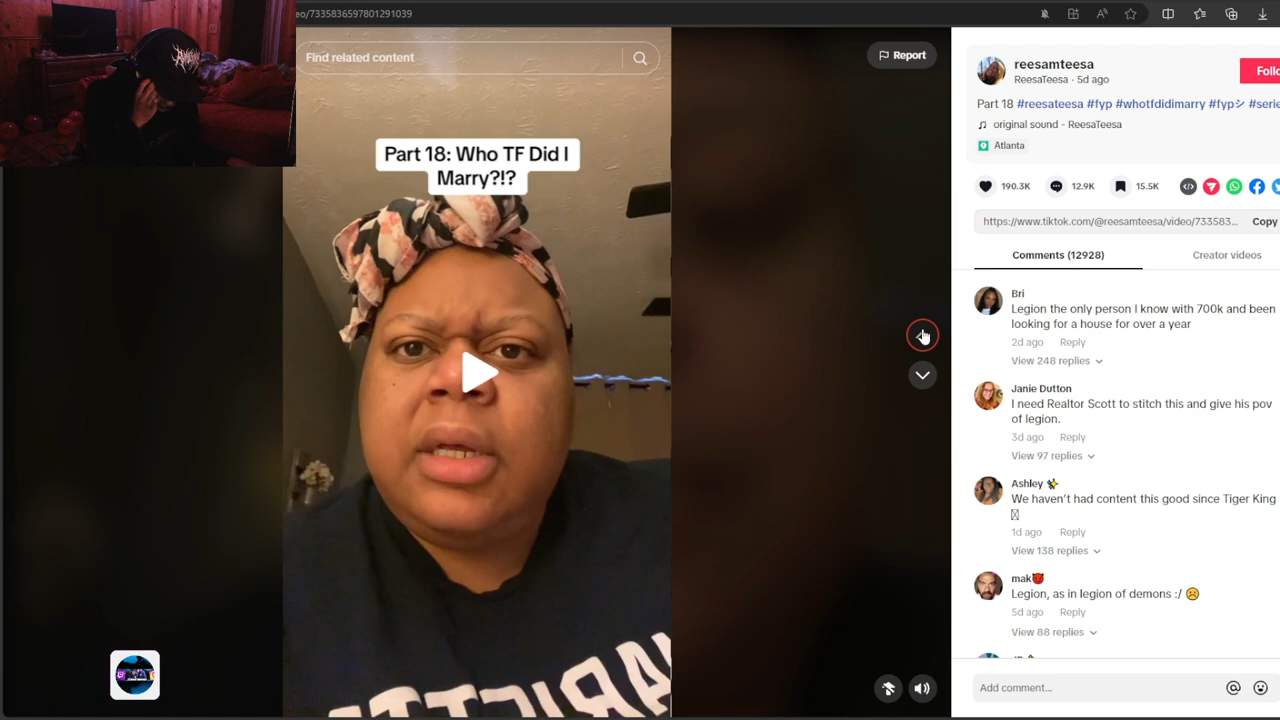 eo/7335836597801291039
Find related content
Report
Part 18: Who TF Did I
Marry?!?
reesamteesa
ReesaTeesa · 5d ago
Follo
Part 18 #reesateesa #fyp #whotfdidimarry #fypシ #serie
original sound - ReesaTeesa
Atlanta
190.3K
12.9K
15.5K
https://www.tiktok.com/@reesamteesa/video/733583...
Copy
Comments (12928)
Creator videos
Bri
Legion the only person I know with 700k and been
looking for a house for over a year
2d ago Reply
View 248 replies
Janie Dutton
I need Realtor Scott to stitch this and give his pov
of legion.
3d ago Reply
View 97 replies
Ashley
We haven't had content this good since Tiger King
1d ago Reply
View 138 replies
mak
Legion, as in legion of demons :/
5d ago Reply
View 88 replies
Add comment...